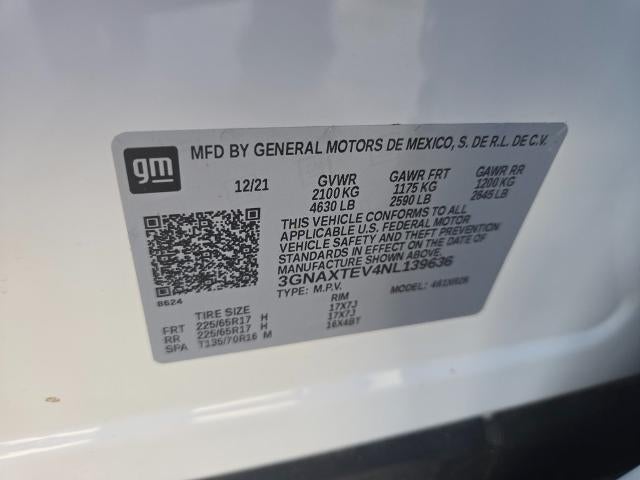 gm
MFD BY GENERAL MOTORS DE MEXICO, S. DE R.L. DE C.V.
12/21 GVWR GAWR FRT GAWR RR
2100 KG 1175 KG 1200 KG
4630 LB 2590 LB 2645 LB
THIS VEHICLE CONFORMS TO ALL
APPLICABLE U.S. FEDERAL MOTOR
VEHICLE SAFETY AND THEFT PREVENTION
STANDARDS IN EFFECT ON THE DATE OF
MANUFACTURE SHOWN ABOVE.
3GNAXTEV4NL139636
TYPE: M.P.V. MODEL:
8624
TIRE SIZE RIM
FRT 225/65R17 H 17X7J
RR 225/65R17 H 17X7J
SPA T135/70R16 M 16X4BT